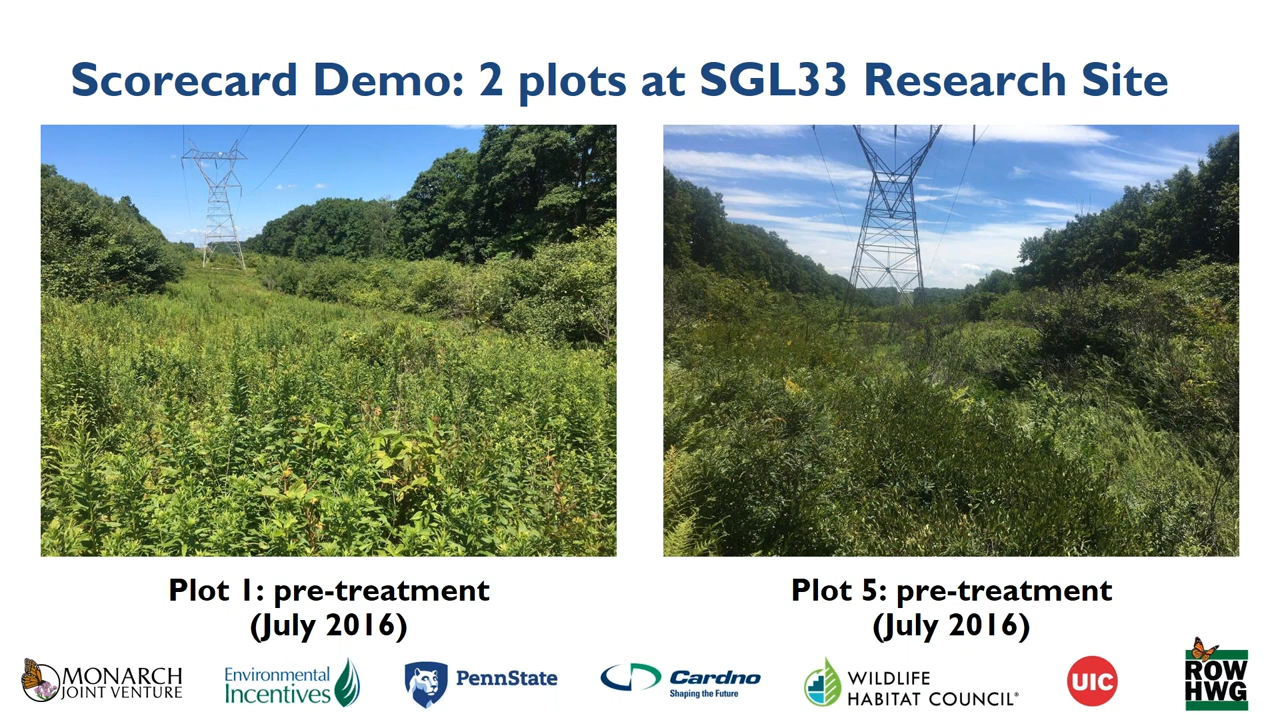 Scorecard Demo: 2 plots at SGL33 Research Site
Plot 1: pre-treatment
(July 2016)
Plot 5: pre-treatment
(July 2016)
MONARCH
JOINT VENTURE
Environmental
Incentives
PennState
Cardno
Shaping the Future
WILDLIFE
HABITAT COUNCIL®
UIC
ROW
HWG